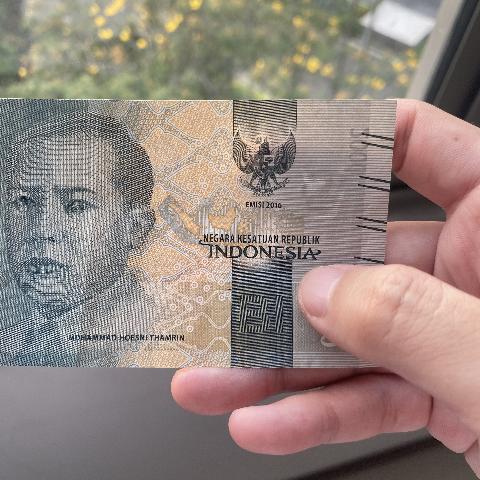 EMISI 2016
NEGARA KESATUAN REPUBLIK
INDONESIA
MOHAMMAD HOESNI THAMRIN